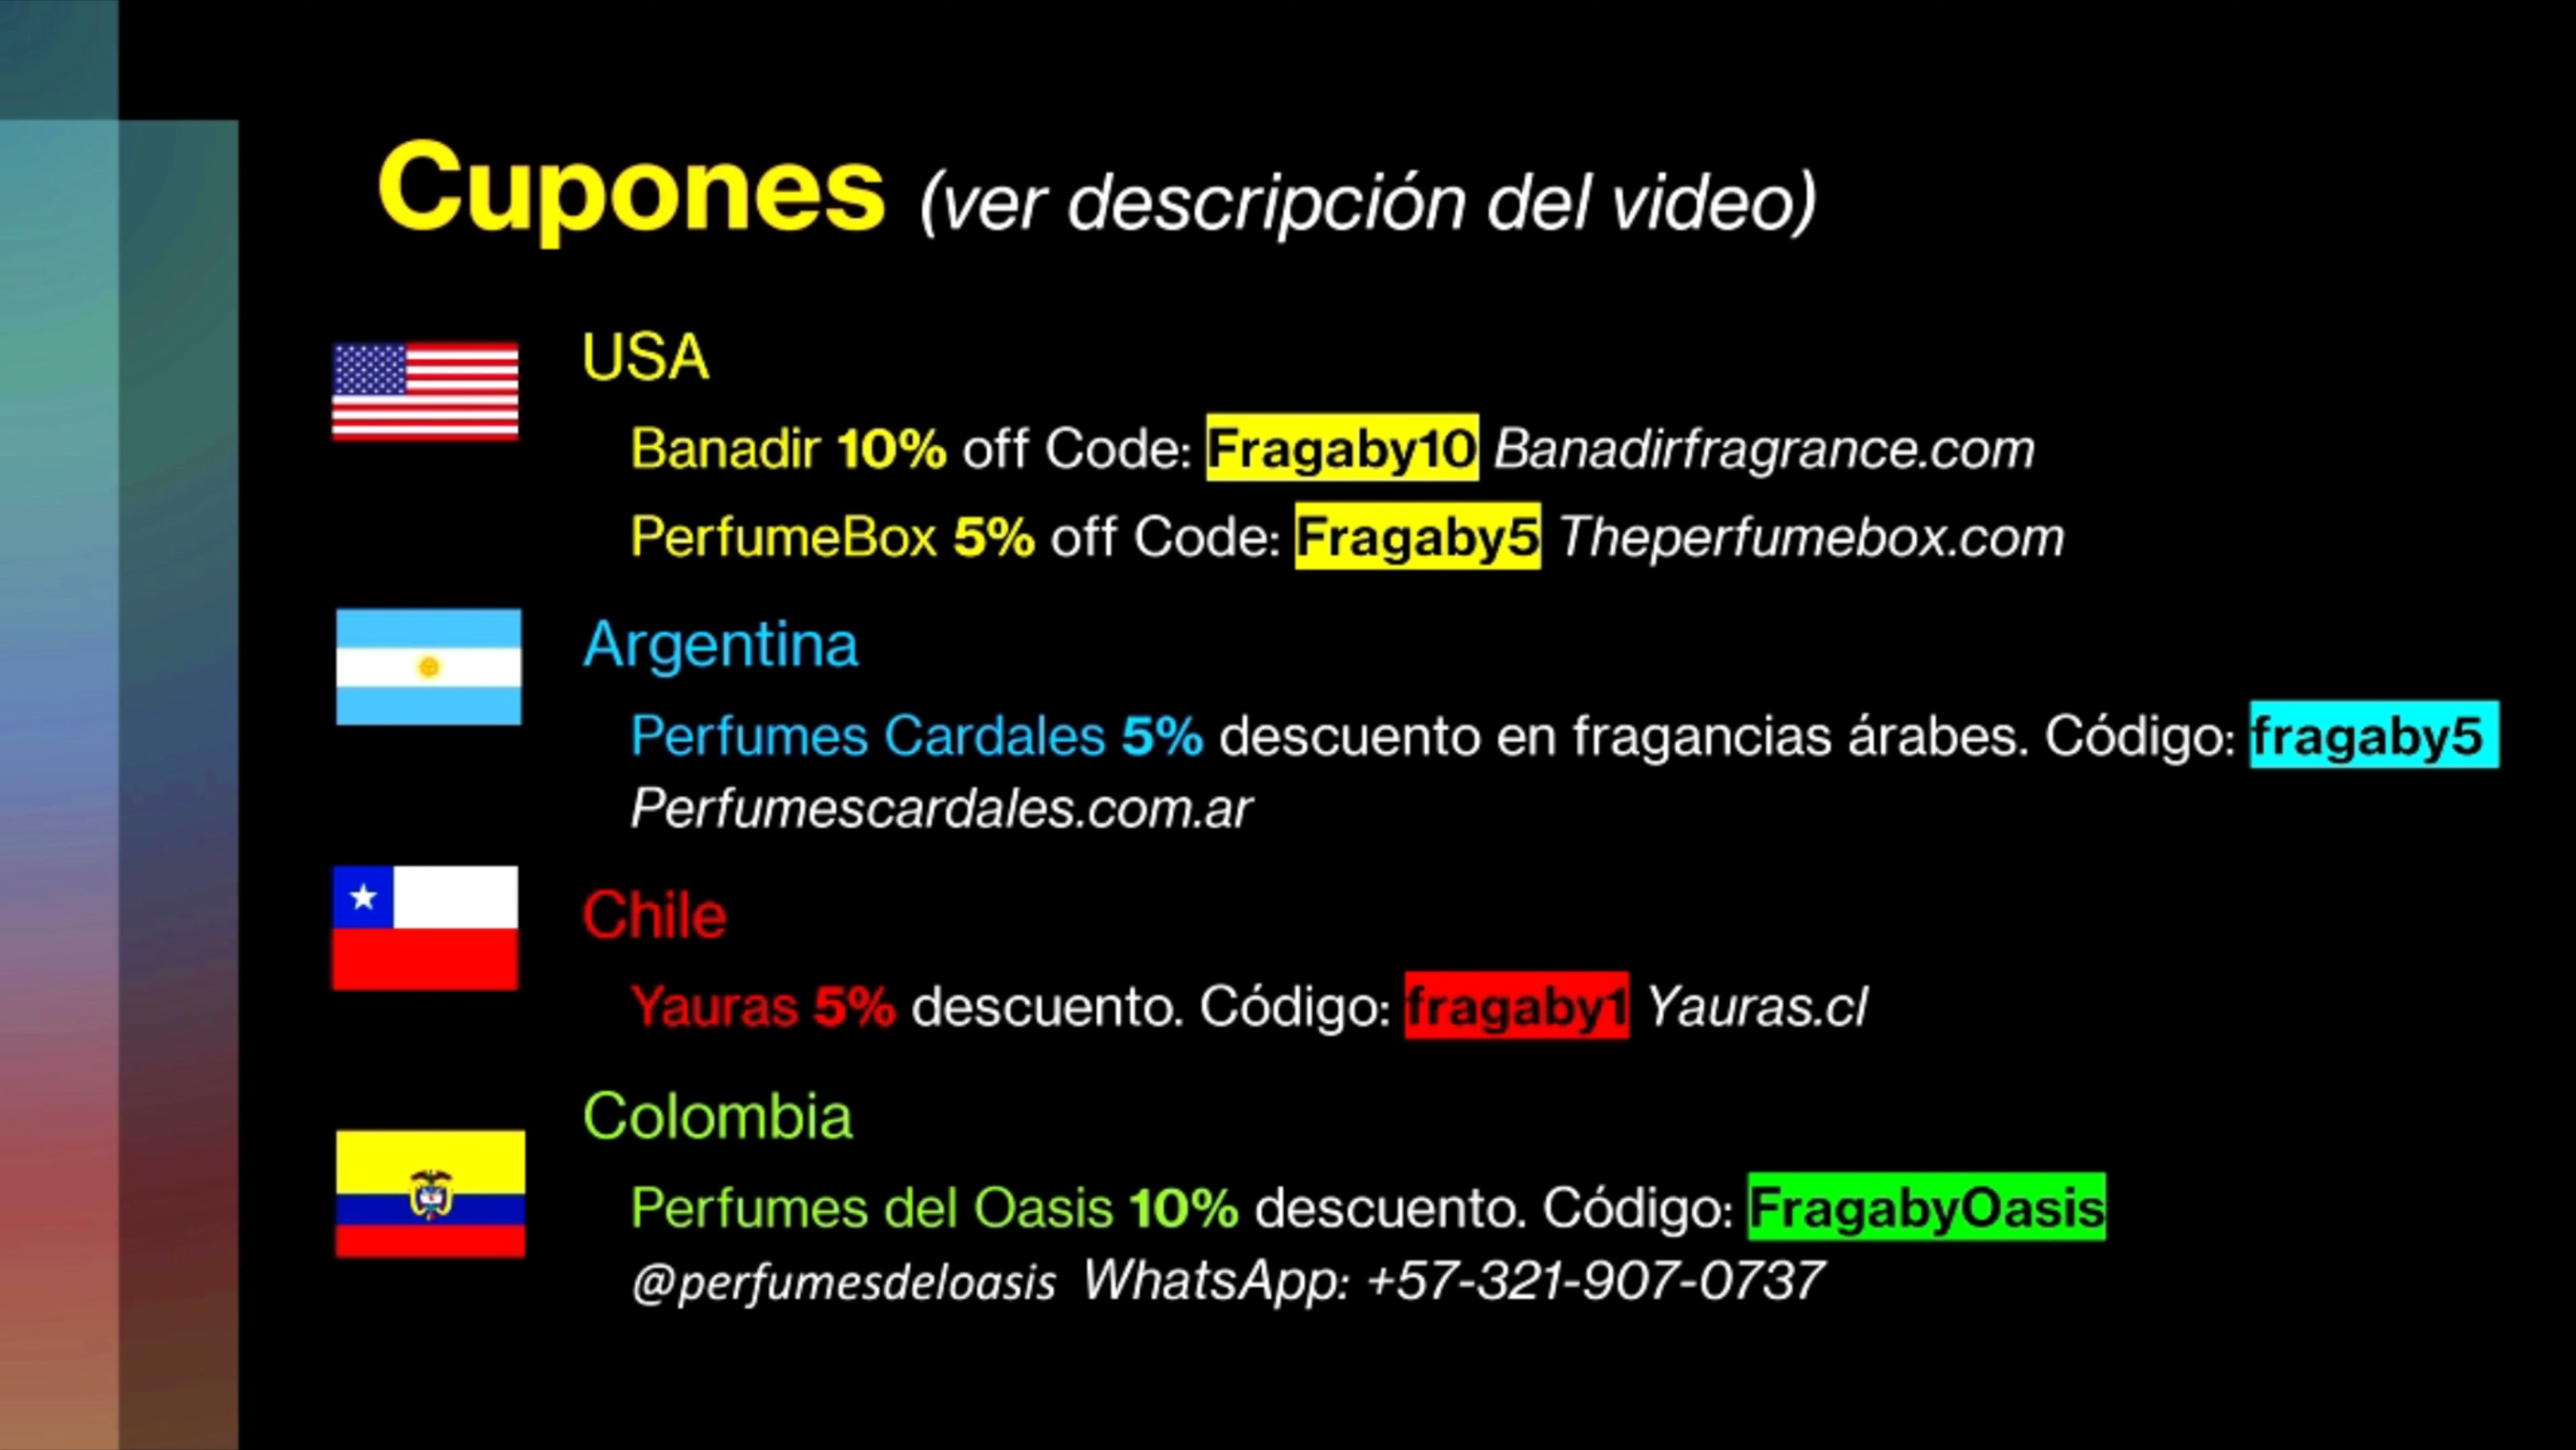 Cupones (ver descripción del video)
USA
Banadir 10% off Code: Fragaby10 Banadirfragrance.com
PerfumeBox 5% off Code: Fragaby5 Theperfumebox.com
Argentina
Perfumes Cardales 5% descuento en fragancias árabes. Código: fragaby5
Perfumescardales.com.ar
Chile
Yauras 5% descuento. Código: fragaby1 Yauras.cl
Colombia
Perfumes del Oasis 10% descuento. Código: FragabyOasis
@perfumesdeloasis WhatsApp: +57-321-907-0737